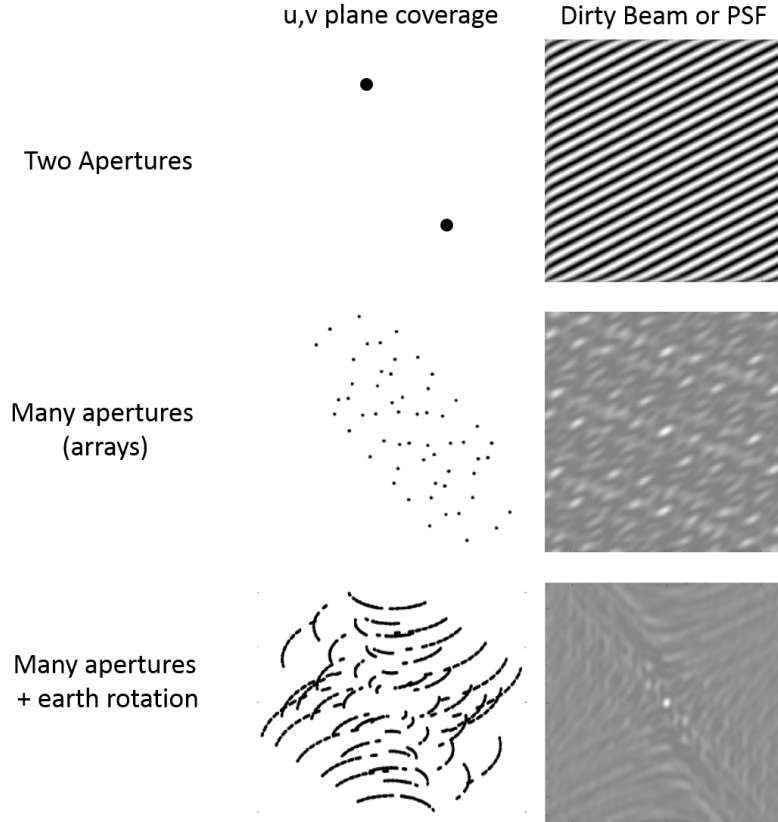 u,v plane coverage
Dirty Beam or PSF
Two Apertures
Many apertures
(arrays)
Many apertures
+ earth rotation